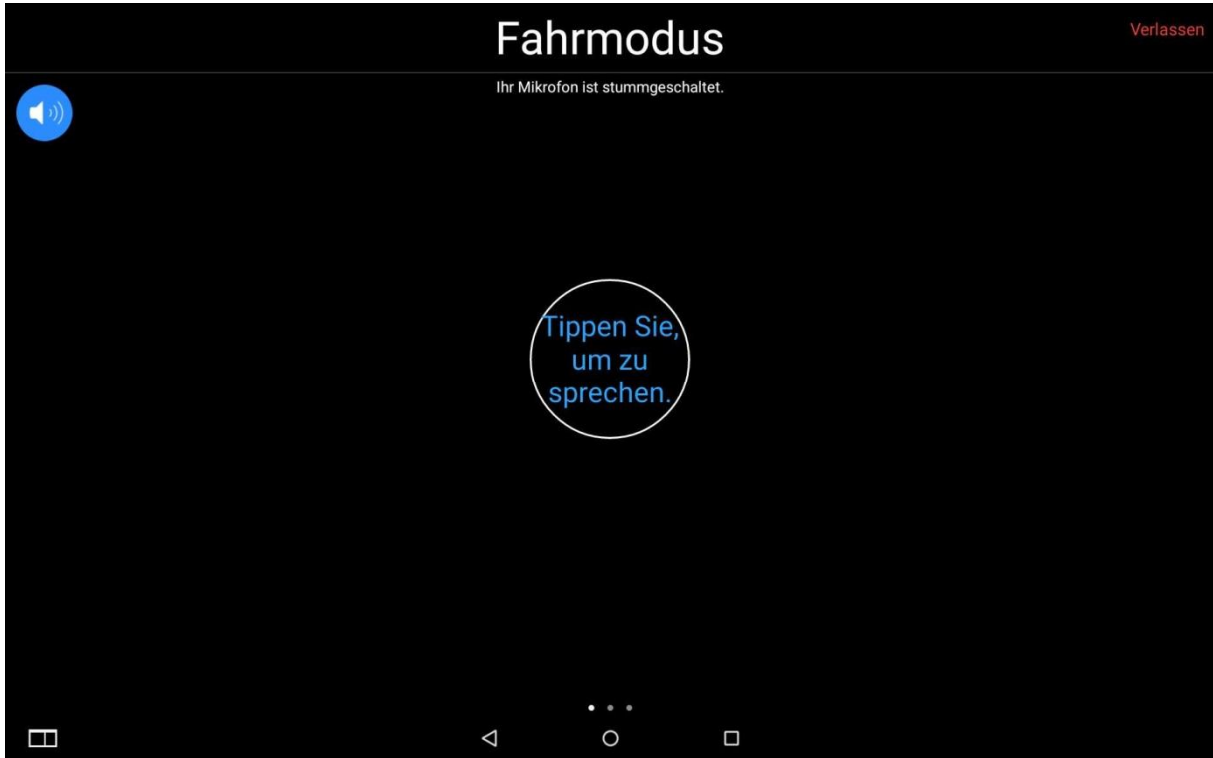 Fahrmodus
Verlassen
Ihr Mikrofon ist stummgeschaltet.
Tippen Sie,
um zu
sprechen.